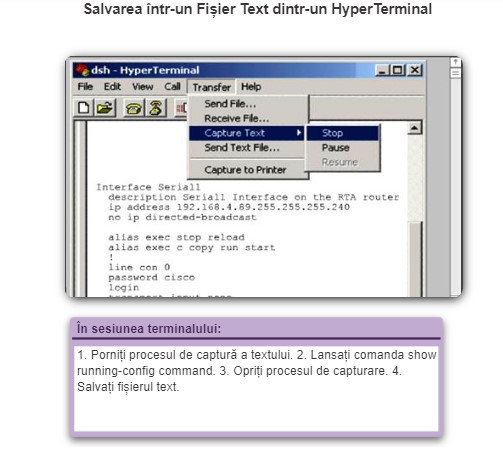 Salvarea într-un Fișier Text dintr-un HyperTerminal
dsh - HyperTerminal
File Edit View Call Transfer Help
Send File...
Receive File...
Capture Text
Send Text File...
Capture to Printer
Stop
Pause
Resume
Interface Serial1
description Serial1 Interface on the RTA router
ip address 192.168.4.89.255.255.255.240
no ip directed-broadcast
alias exec stop reload
alias exec c copy run start
!
line con 0
password cisco
login
În sesiunea terminalului:
1. Porniți procesul de captură a textului. 2. Lansați comanda show
running-config command. 3. Opriți procesul de capturare. 4.
Salvați fișierul text.